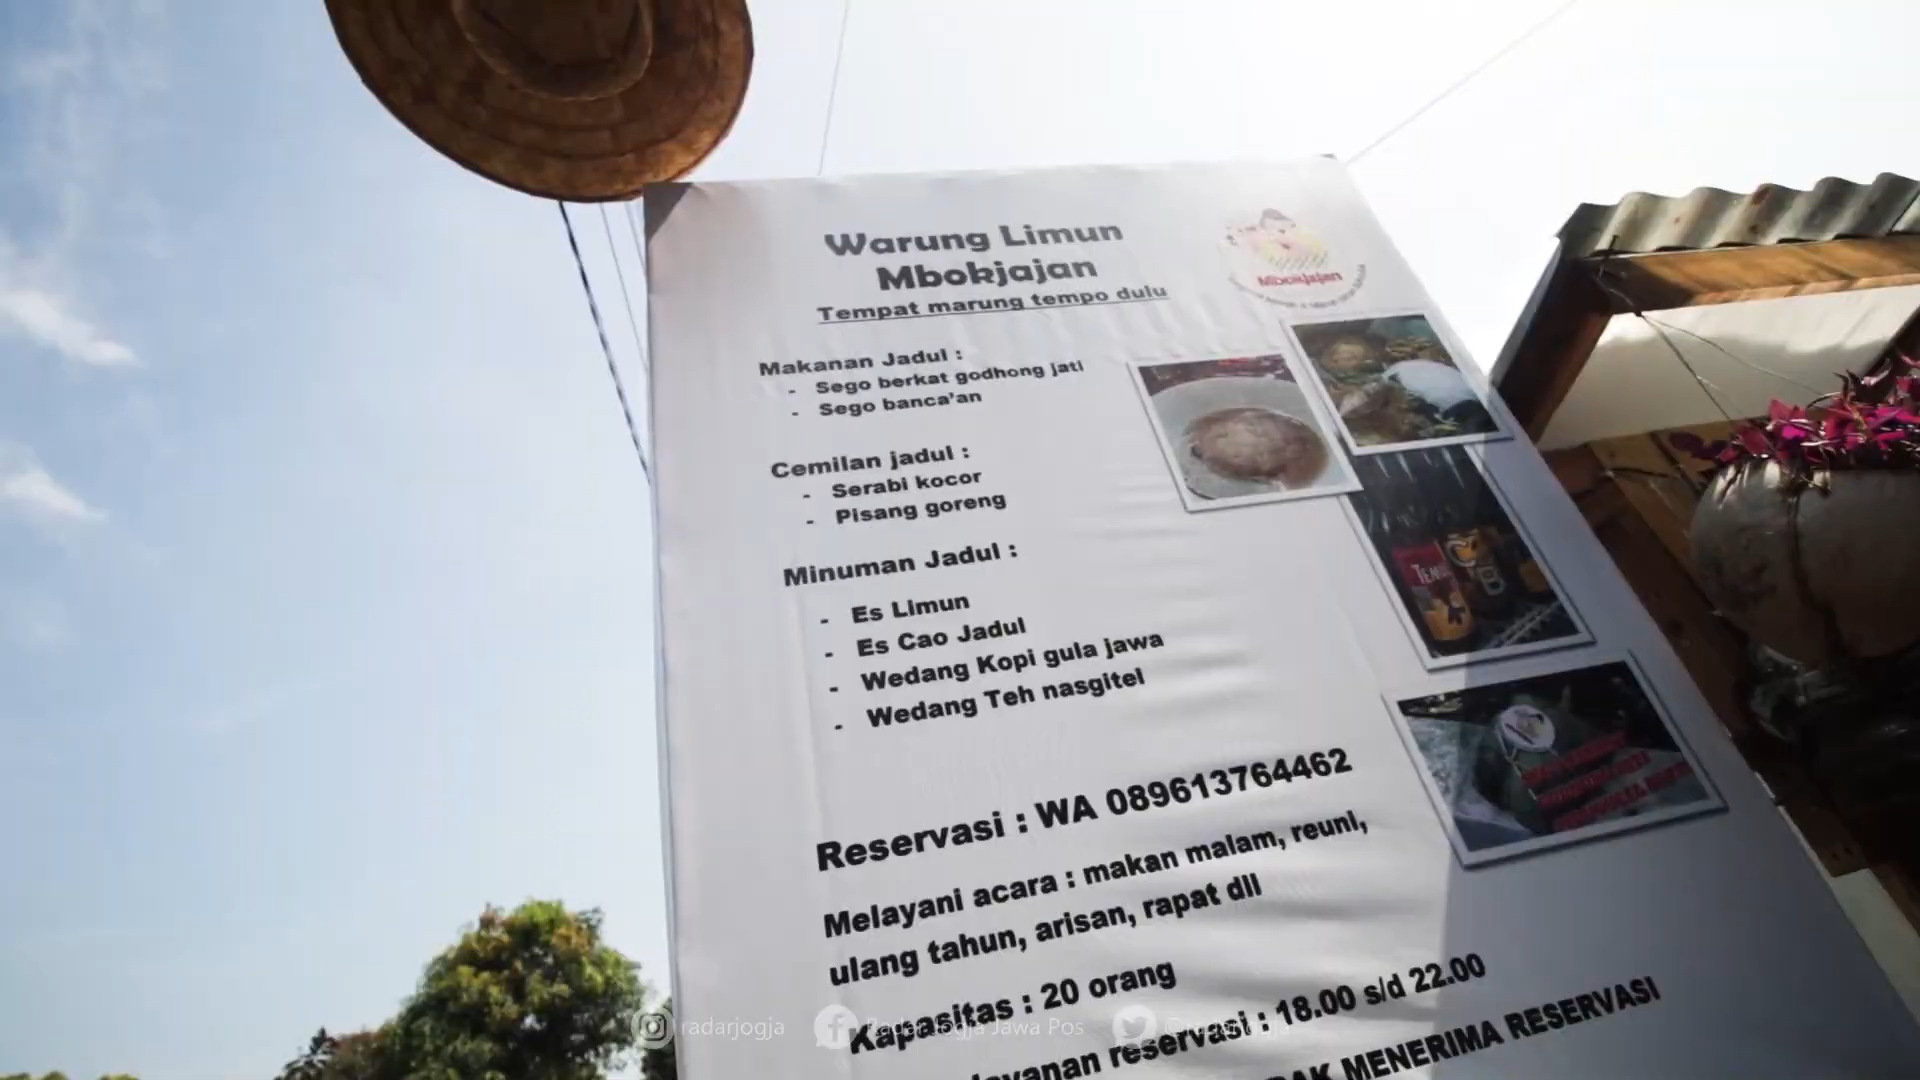 Warung Limun
Mbokjajan
Tempat marung tempo dulu
Mbokjajan
Makanan Jadul :
- Sego berkat godhong jati
- Sego banca'an
Cemilan jadul :
- Serabi kocor
- Pisang goreng
Minuman Jadul :
- Es Limun
- Es Cao Jadul
- Wedang Kopi gula jawa
- Wedang Teh nasgitel
Reservasi : WA 089613764462
Melayani acara : makan malam, reuni,
ulang tahun, arisan, rapat dll
Kapasitas : 20 orang
reservasi : 18.00 s/d 22.00
MENERIMA RESERVASI
radarjogja
Radar Jogja Jawa Pos
@radarjogja